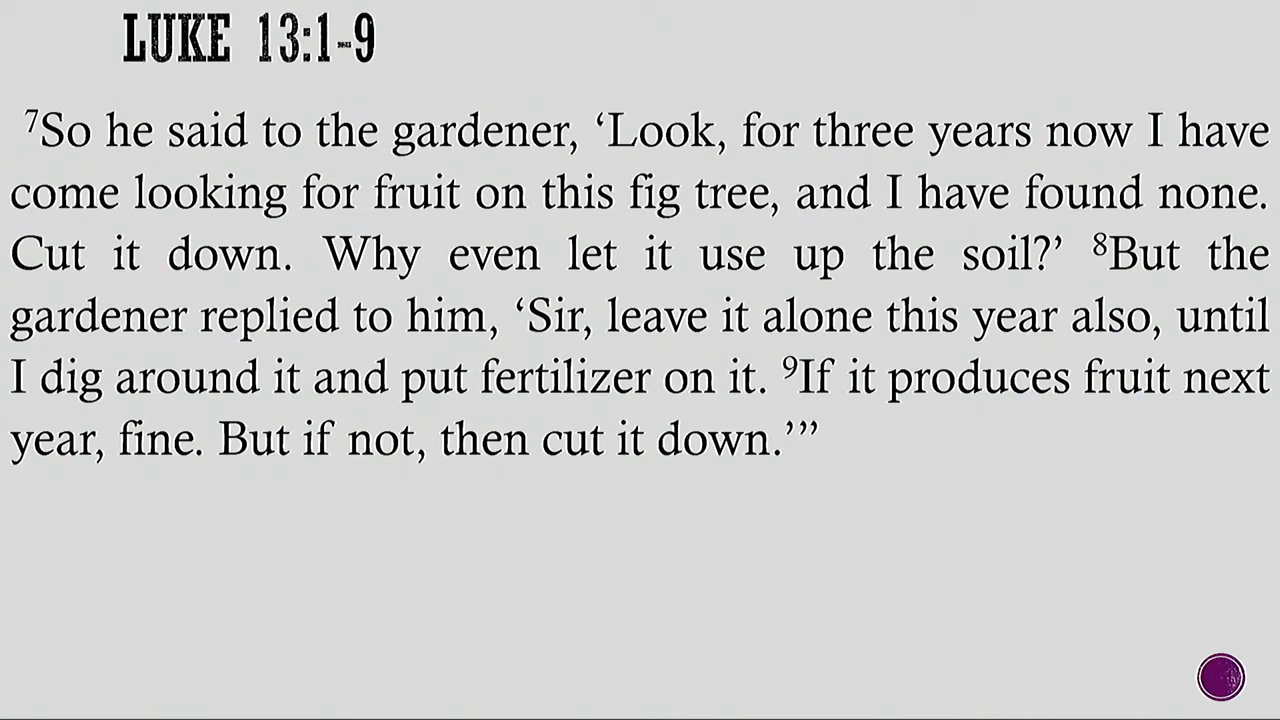 LUKE 13:1-9
⁷So he said to the gardener, ‘Look, for three years now I have
come looking for fruit on this fig tree, and I have found none.
Cut it down. Why even let it use up the soil?’ ⁸But the
gardener replied to him, ‘Sir, leave it alone this year also, until
I dig around it and put fertilizer on it. ⁹If it produces fruit next
year, fine. But if not, then cut it down.’”